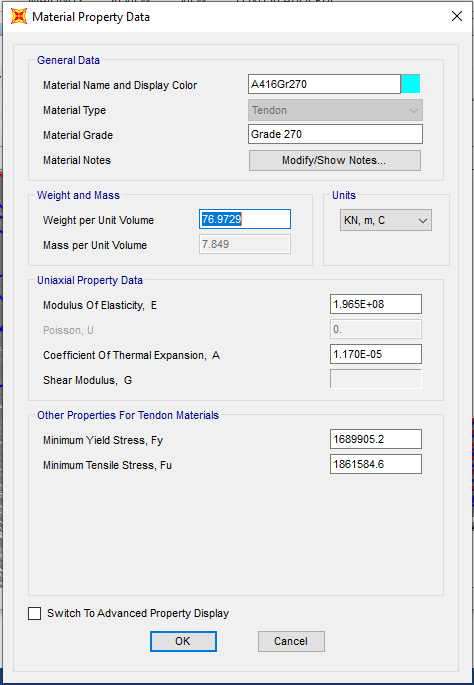 Material Property Data
General Data
Material Name and Display Color A416Gr270
Material Type Tendon
Material Grade Grade 270
Material Notes Modify/Show Notes...
Weight and Mass Units
Weight per Unit Volume 76.9729 KN, m, C
Mass per Unit Volume 7.849
Uniaxial Property Data
Modulus Of Elasticity, E 1.965E+08
Poisson, U 0.
Coefficient Of Thermal Expansion, A 1.170E-05
Shear Modulus, G
Other Properties For Tendon Materials
Minimum Yield Stress, Fy 1689905.2
Minimum Tensile Stress, Fu 1861584.6
Switch To Advanced Property Display
OK Cancel